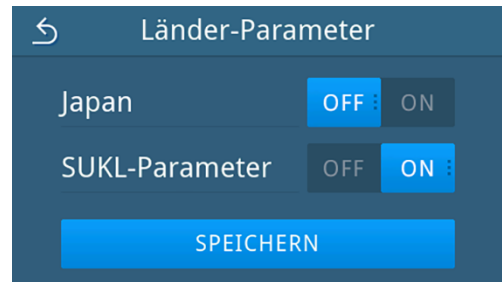 Länder-Parameter
Japan OFF ON
SUKL-Parameter OFF ON
SPEICHERN